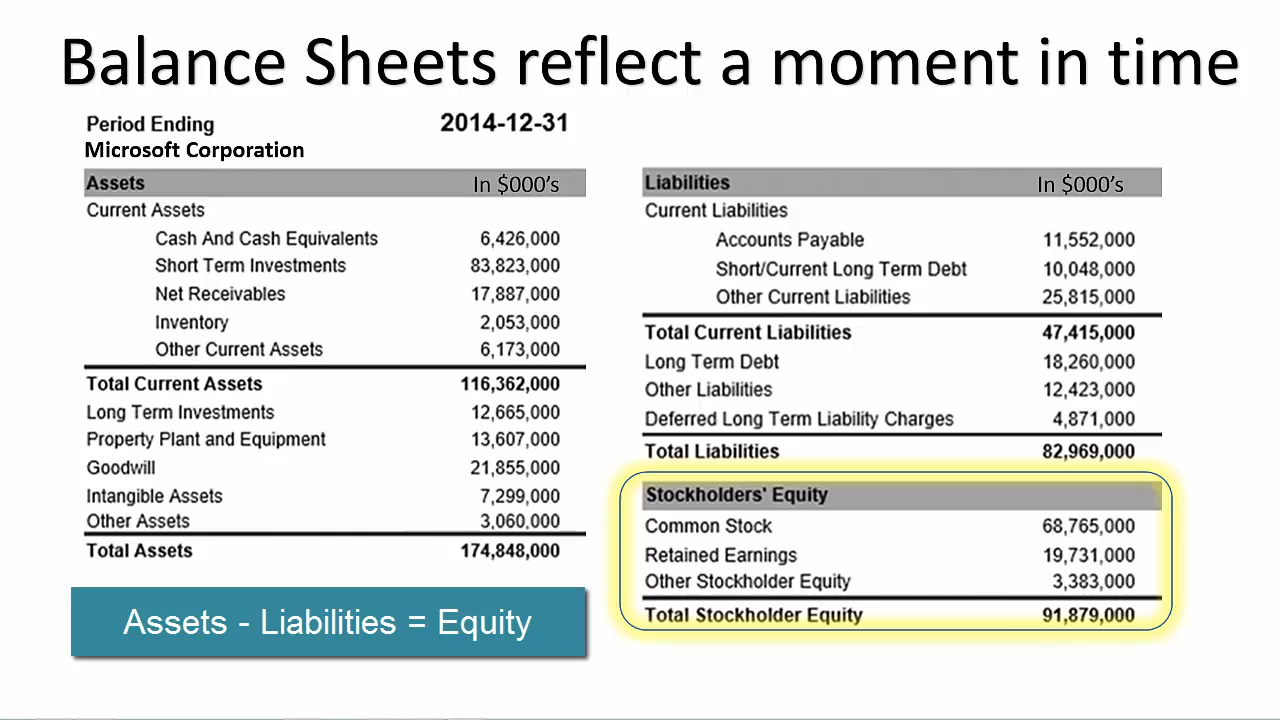 Balance Sheets reflect a moment in time
Period Ending 2014-12-31
Microsoft Corporation
Assets In $000's
Current Assets
Cash And Cash Equivalents 6,426,000
Short Term Investments 83,823,000
Net Receivables 17,887,000
Inventory 2,053,000
Other Current Assets 6,173,000
Total Current Assets 116,362,000
Long Term Investments 12,665,000
Property Plant and Equipment 13,607,000
Goodwill 21,855,000
Intangible Assets 7,299,000
Other Assets 3,060,000
Total Assets 174,848,000
Assets - Liabilities = Equity
Liabilities In $000's
Current Liabilities
Accounts Payable 11,552,000
Short/Current Long Term Debt 10,048,000
Other Current Liabilities 25,815,000
Total Current Liabilities 47,415,000
Long Term Debt 18,260,000
Other Liabilities 12,423,000
Deferred Long Term Liability Charges 4,871,000
Total Liabilities 82,969,000
Stockholders' Equity
Common Stock 68,765,000
Retained Earnings 19,731,000
Other Stockholder Equity 3,383,000
Total Stockholder Equity 91,879,000